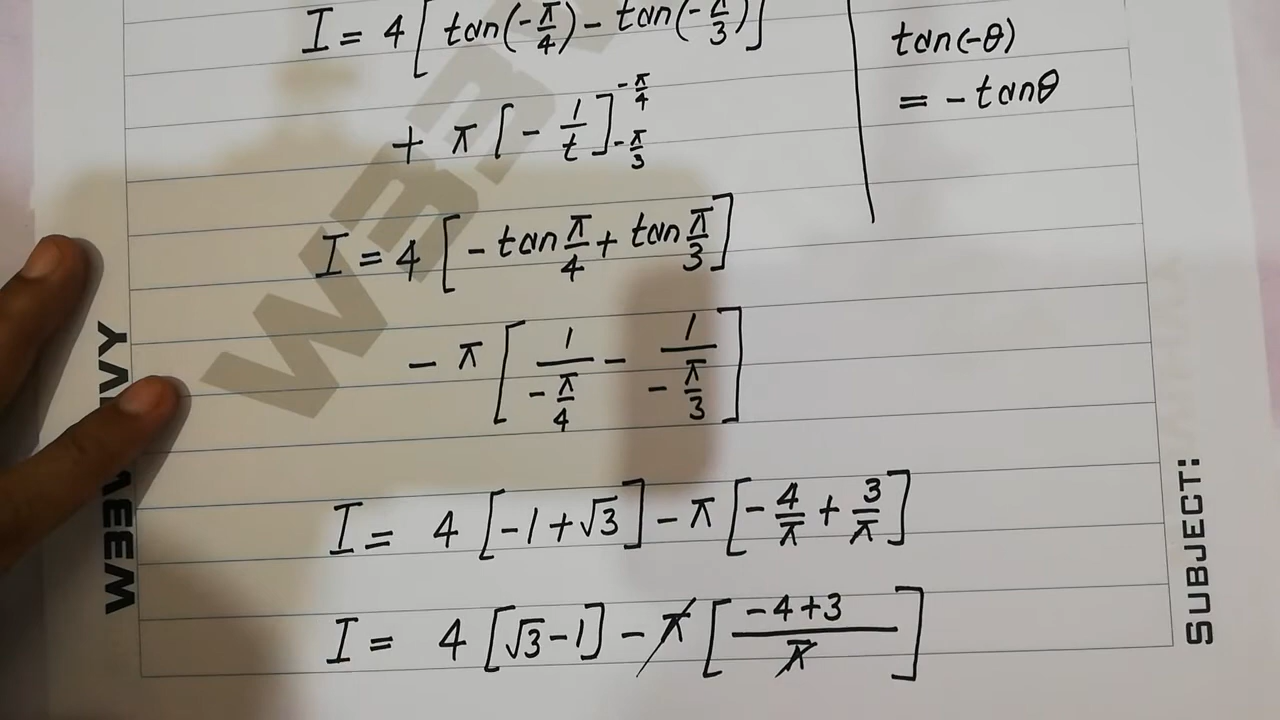 I = 4 [ tan(-π/4) - tan(-π/3) ]
tan(-θ)
= - tanθ
+ π [ - 1/t ]_{-π/3}^{-π/4}
I = 4 [ - tan π/4 + tan π/3 ]
- π [ 1/(-π/4) - 1/(-π/3) ]
I = 4 [ -1 + √3 ] - π [ - 4/π + 3/π ]
I = 4 [ √3 - 1 ] - π [ (-4+3)/π ]
SUBJECT: